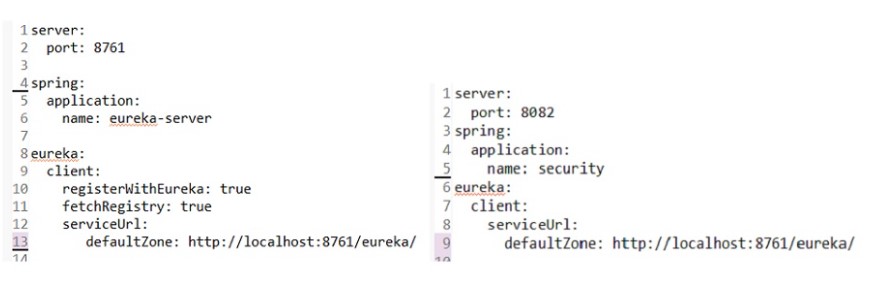 1 server:
2   port: 8761
3
4 spring:
5   application:
6     name: eureka-server
7
8 eureka:
9   client:
10     registerWithEureka: true
11     fetchRegistry: true
12     serviceUrl:
13        defaultZone: http://localhost:8761/eureka/
14
1 server:
2   port: 8082
3 spring:
4   application:
5     name: security
6 eureka:
7   client:
8     serviceUrl:
9       defaultZone: http://localhost:8761/eureka/
10